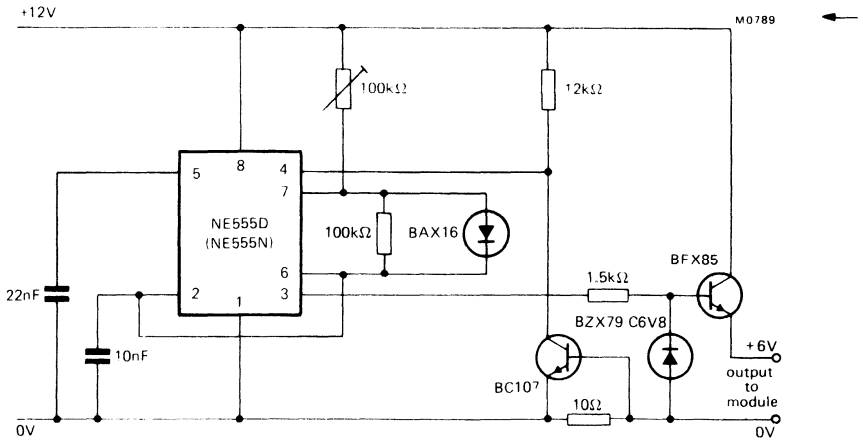 +12V
M0789
100kΩ
12kΩ
5
8
4
7
NE555D
(NE555N)
100kΩ
BAX16
6
BFX85
22nF
2
1
3
1.5kΩ
BZX79 C6V8
10nF
+6V
BC107
output
to
module
0V
10Ω
0V